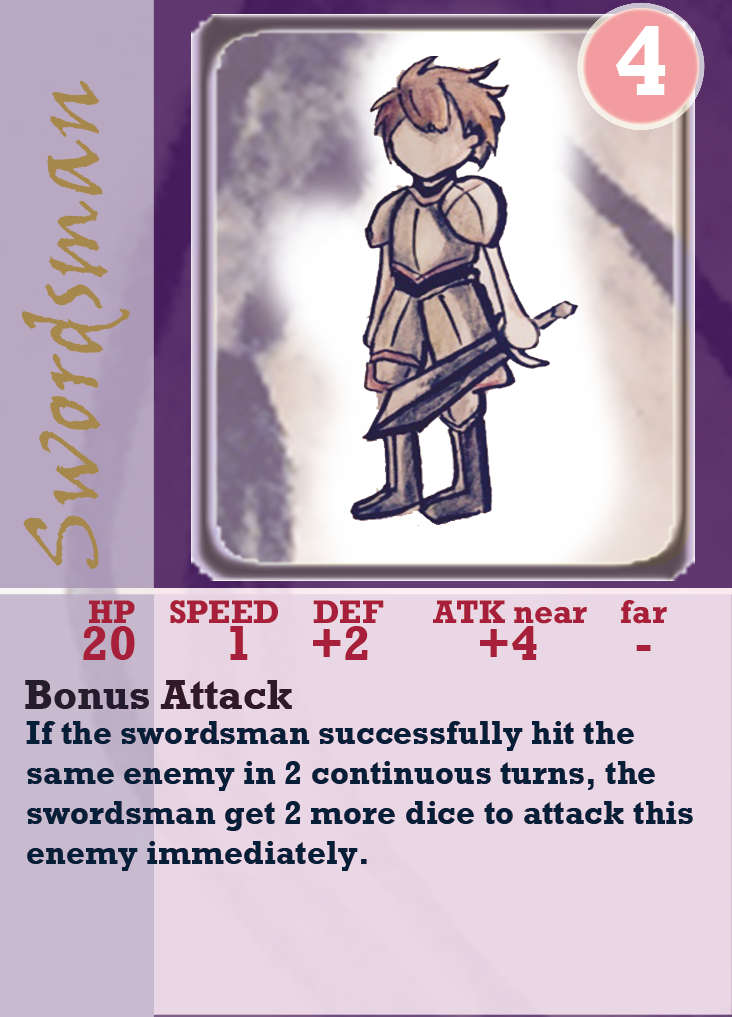 Swordsman
4
HP SPEED DEF ATK near far
20 1 +2 +4 -
Bonus Attack
If the swordsman successfully hit the
same enemy in 2 continuous turns, the
swordsman get 2 more dice to attack this
enemy immediately.